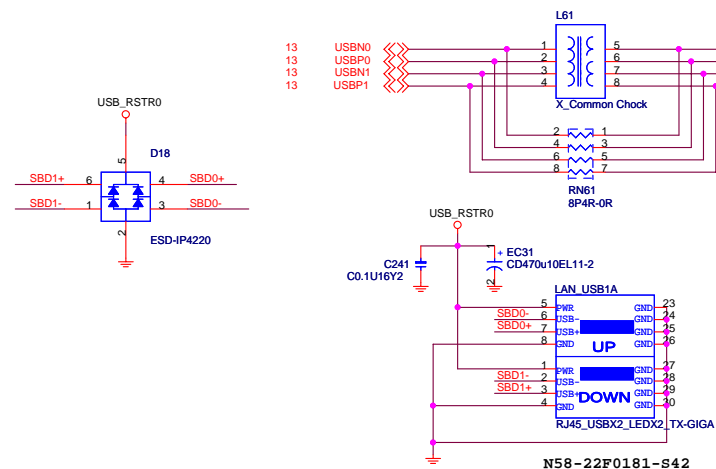 L61
13 USBN0 1 5
13 USBP0 2 6
13 USBN1 3 7
13 USBP1 4 8
X_Common Chock
USB_RSTR0
2 1
4 3
6 5
8 7
RN61
8P4R-0R
D18
5
SBD1+ 6 4 SBD0+
SBD1- 1 3 SBD0-
2
ESD-IP4220
USB_RSTR0
C241
C0.1U16Y2
1
+ EC31
CD470u10EL11-2
2
LAN_USB1A
5 PWR GND 23
SBD0- 6 USB- GND 24
SBD0+ 7 USB+ GND 25
8 GND GND 26
UP
1 PWR GND 27
SBD1- 2 USB- GND 28
SBD1+ 3 USB+ GND 29
4 GND GND 30
DOWN
RJ45_USBX2_LEDX2_TX-GIGA
N58-22F0181-S42